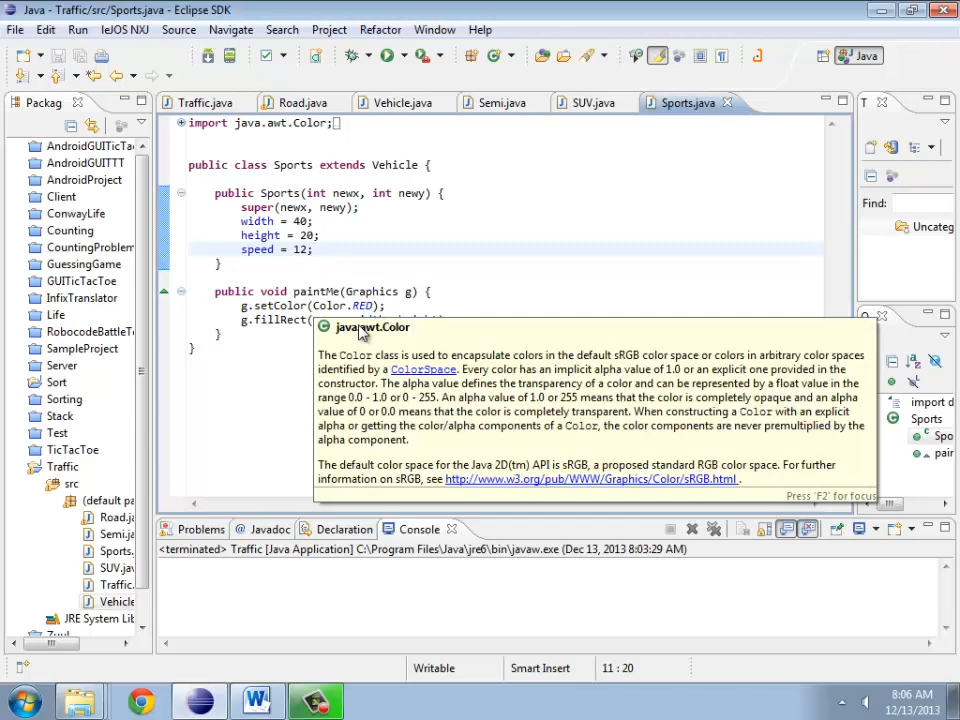 Java - Traffic/src/Sports.java - Eclipse SDK
File Edit Run leJOS NXJ Source Navigate Search Project Refactor Window Help
Java
Packag
Traffic.java Road.java Vehicle.java Semi.java SUV.java Sports.java
T
AndroidGUITicTa
AndroidGUITTT
AndroidProject
Client
ConwayLife
Counting
CountingProblem
GuessingGame
GUITicTacToe
InfixTranslator
Life
RobocodeBattleT
SampleProject
Server
Sort
Sorting
Stack
Test
TicTacToe
Traffic
src
(default pa
Road.ja
Semi.ja
Sports.
SUV.jav
Traffic.
Vehicle
JRE System Lib
import java.awt.Color;
public class Sports extends Vehicle {
public Sports(int newx, int newy) {
super(newx, newy);
width = 40;
height = 20;
speed = 12;
}
public void paintMe(Graphics g) {
g.setColor(Color.RED);
g.fillRect(
}
}
java.awt.Color
The Color class is used to encapsulate colors in the default sRGB color space or colors in arbitrary color spaces
identified by a ColorSpace. Every color has an implicit alpha value of 1.0 or an explicit one provided in the
constructor. The alpha value defines the transparency of a color and can be represented by a float value in the
range 0.0 - 1.0 or 0 - 255. An alpha value of 1.0 or 255 means that the color is completely opaque and an alpha
value of 0 or 0.0 means that the color is completely transparent. When constructing a Color with an explicit
alpha or getting the color/alpha components of a Color, the color components are never premultiplied by the
alpha component.
The default color space for the Java 2D(tm) API is sRGB, a proposed standard RGB color space. For further
information on sRGB, see http://www.w3.org/pub/WWW/Graphics/Color/sRGB.html .
Press 'F2' for focus
Find:
Uncateg
import d
Sports
Spo
pair
Problems Javadoc Declaration Console
<terminated> Traffic [Java Application] C:\Program Files\Java\jre6\bin\javaw.exe (Dec 13, 2013 8:03:29 AM)
Writable Smart Insert 11 : 20
8:06 AM
12/13/2013